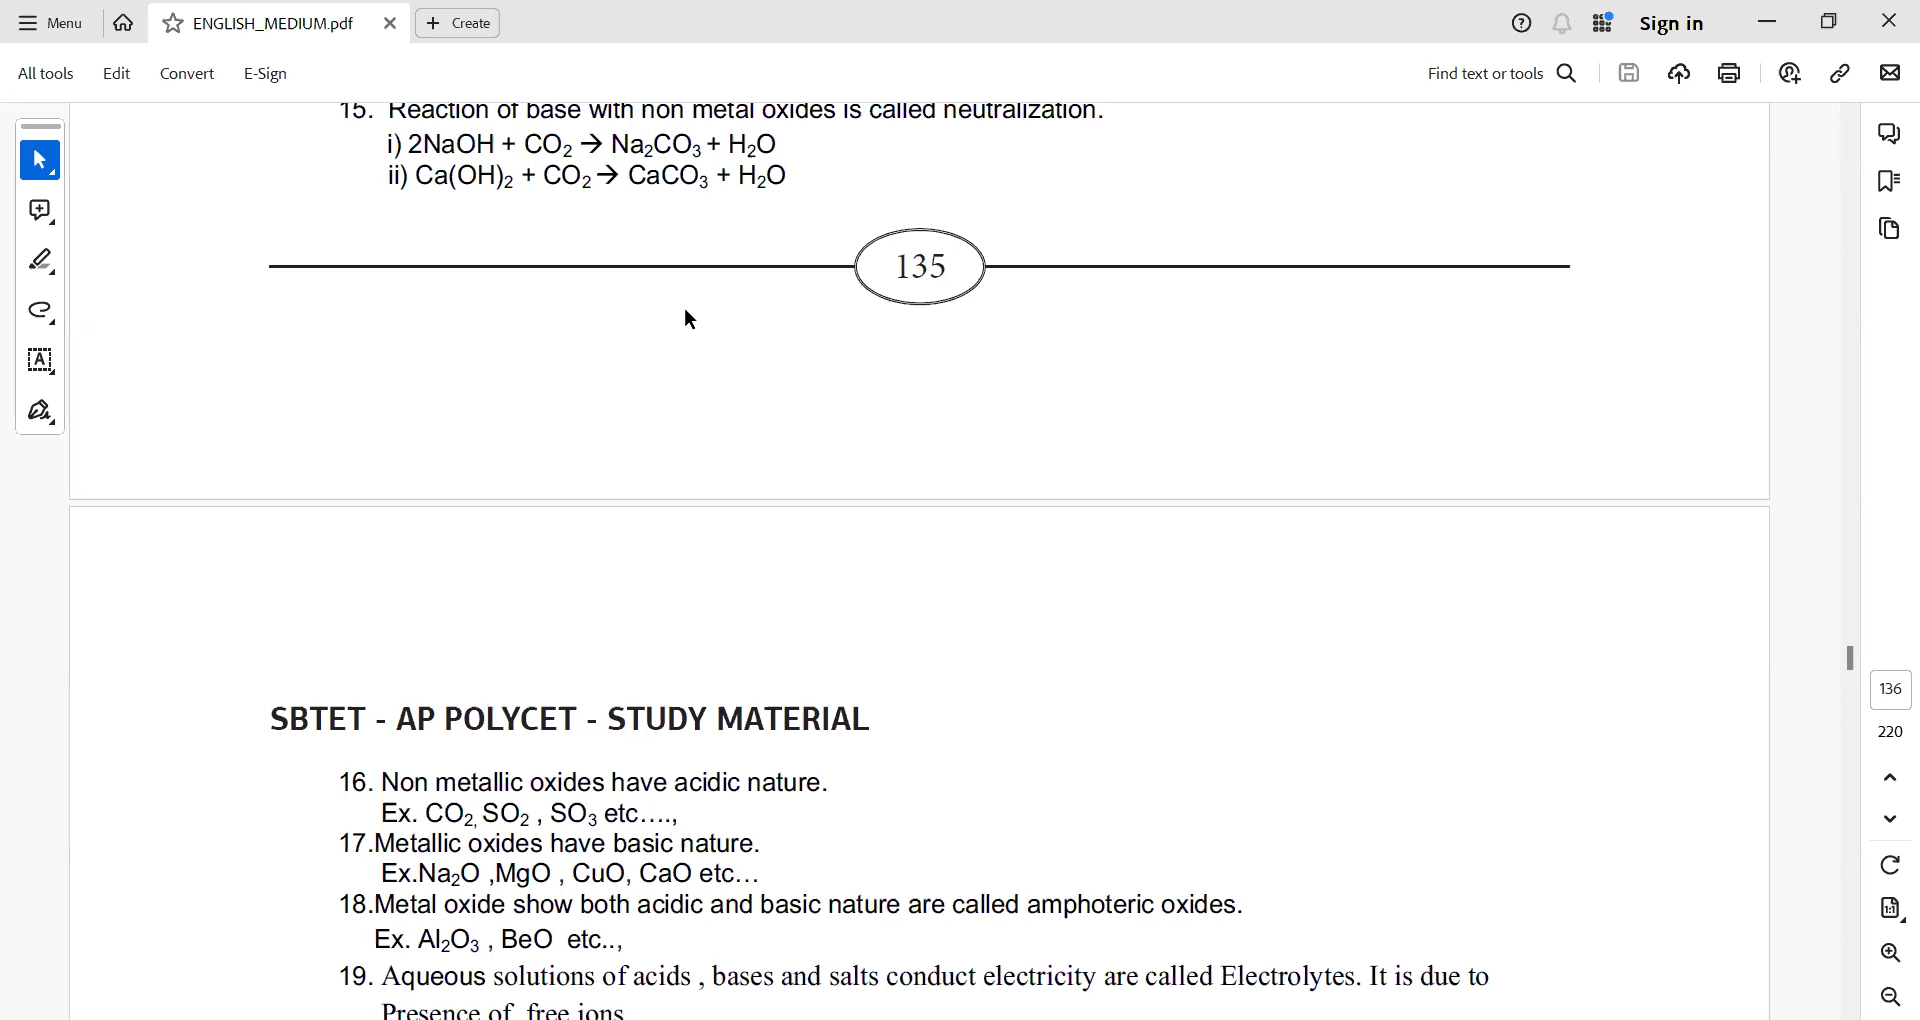 Menu
ENGLISH_MEDIUM.pdf
Create
Sign in
All tools
Edit
Convert
E-Sign
Find text or tools
15. Reaction of base with non metal oxides is called neutralization.
i) 2NaOH + CO₂ → Na₂CO₃ + H₂O
ii) Ca(OH)₂ + CO₂ → CaCO₃ + H₂O
135
SBTET - AP POLYCET - STUDY MATERIAL
16. Non metallic oxides have acidic nature.
Ex. CO₂, SO₂ , SO₃ etc….,
17.Metallic oxides have basic nature.
Ex.Na₂O ,MgO , CuO, CaO etc…
18.Metal oxide show both acidic and basic nature are called amphoteric oxides.
Ex. Al₂O₃ , BeO etc..,
19. Aqueous solutions of acids , bases and salts conduct electricity are called Electrolytes. It is due to
Presence of free ions
136
220